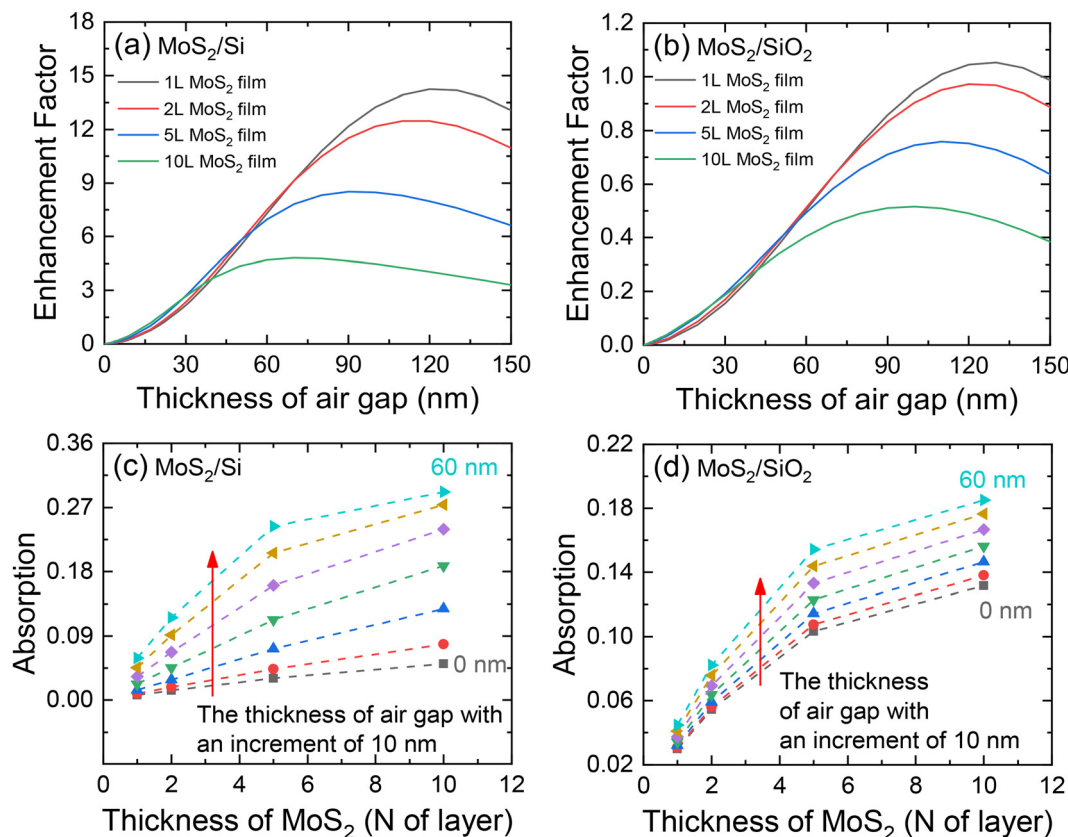 (a) MoS₂/Si
1L MoS₂ film
2L MoS₂ film
5L MoS₂ film
10L MoS₂ film
Enhancement Factor
18
15
12
9
6
3
0
0 30 60 90 120 150
Thickness of air gap (nm)
(b) MoS₂/SiO₂
1L MoS₂ film
2L MoS₂ film
5L MoS₂ film
10L MoS₂ film
Enhancement Factor
1.2
1.0
0.8
0.6
0.4
0.2
0.0
0 30 60 90 120 150
Thickness of air gap (nm)
(c) MoS₂/Si
60 nm
0 nm
The thickness of air gap with
an increment of 10 nm
Absorption
0.36
0.27
0.18
0.09
0.00
0 2 4 6 8 10 12
Thickness of MoS₂ (N of layer)
(d) MoS₂/SiO₂
60 nm
0 nm
The thickness
of air gap with
an increment of 10 nm
Absorption
0.22
0.18
0.14
0.10
0.06
0.02
0 2 4 6 8 10 12
Thickness of MoS₂ (N of layer)